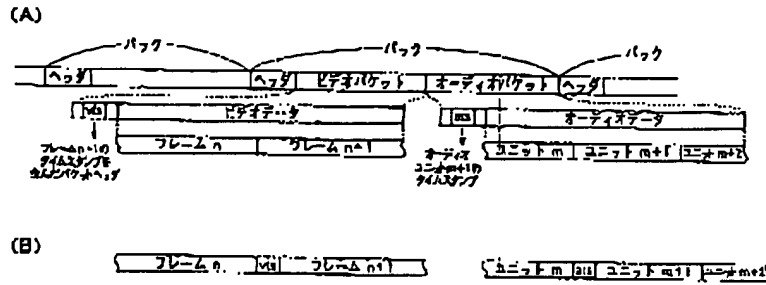 (A)
パック パック パック
ヘッダ ヘッダ ビデオパケット オーディオパケット ヘッダ
ビデオデータ オーディオデータ
フレーム n フレーム n+1 ユニット m ユニット m+1 ユニット m+2
フレーム n+1の
タイムスタンプを
含んだパケットヘッダ
オーディオ
ユニット m+1の
タイムスタンプ
(B)
フレーム n フレーム n+1 ユニット m ユニット m+1 ユニット m+2